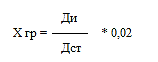 Ди
Х гр = ──── * 0,02
Дст